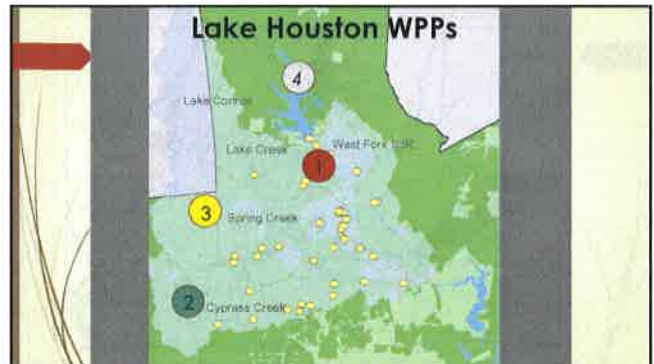 Lake Houston WPPs
4
Lake Conroe
Lake Creek
West Fork SJR
1
3
Spring Creek
2
Cypress Creek